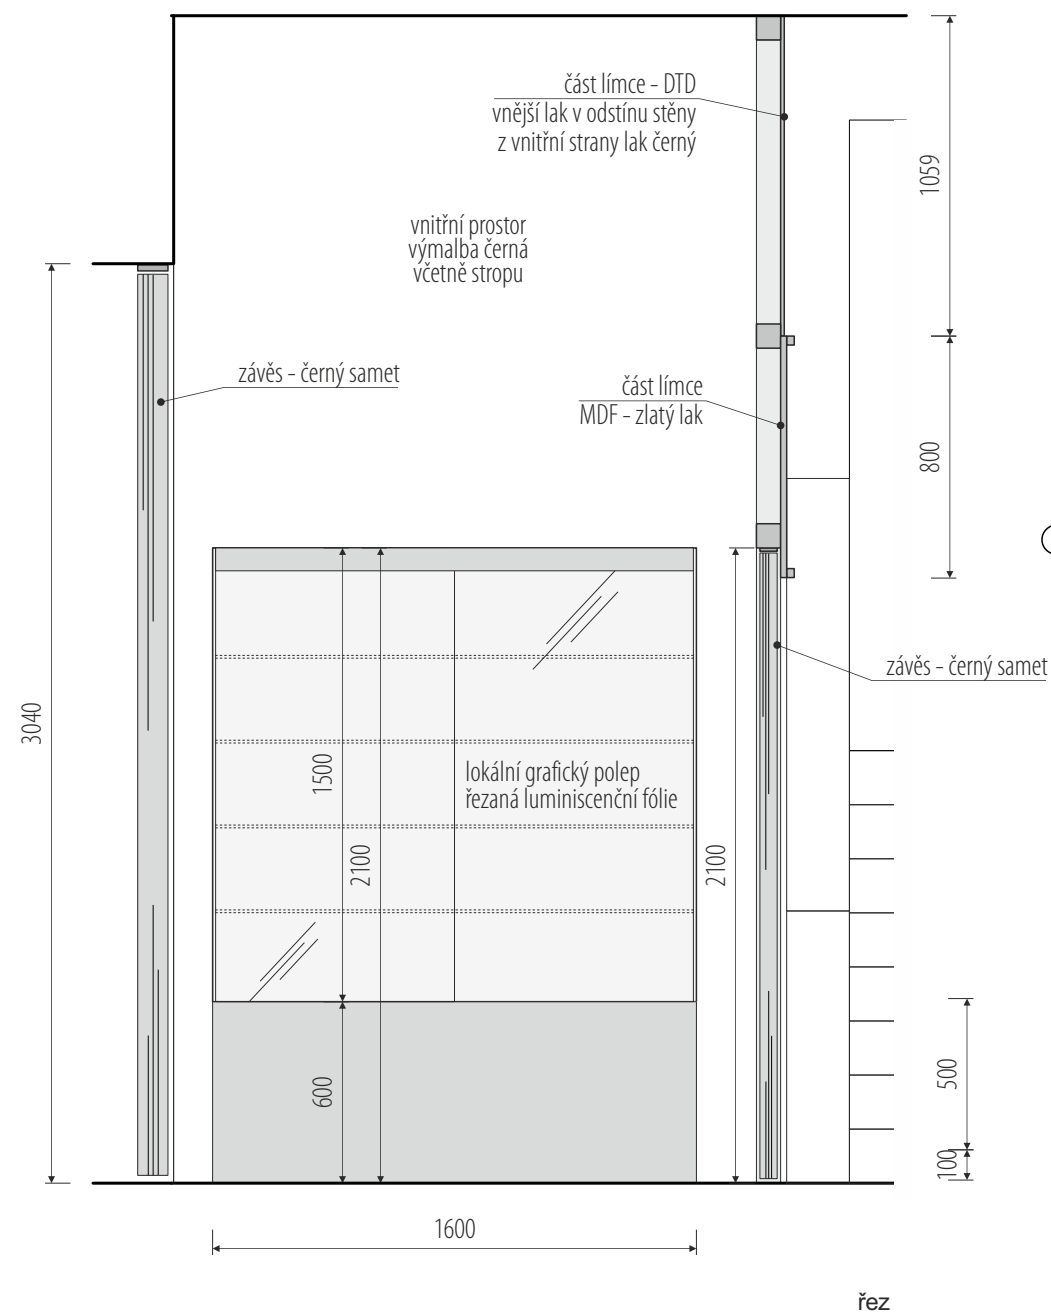 část límce - DTD
vnější lak v odstínu stěny
z vnitřní strany lak černý
1059
vnitřní prostor
výmalba černá
včetně stropu
závěs - černý samet
část límce
MDF - zlatý lak
800
závěs - černý samet
3040
1500
lokální grafický polep
řezaná luminiscenční fólie
2100
2100
600
500
100
1600
řez